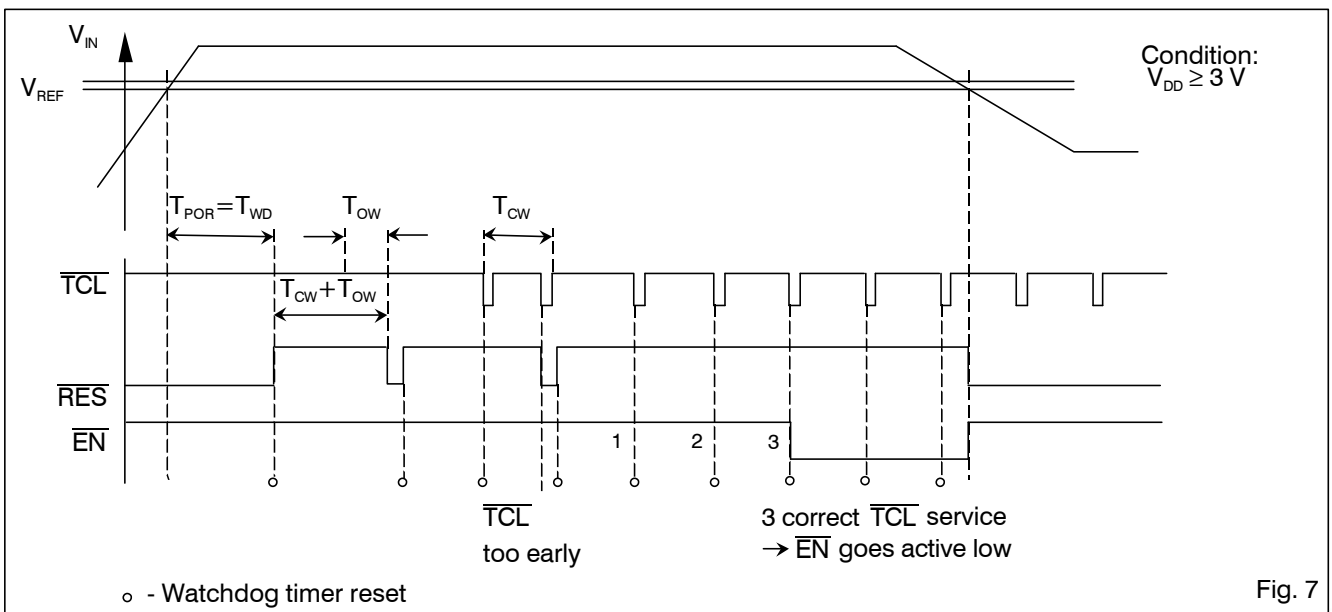 V_IN
Condition:
V_DD ≥ 3 V
V_REF
T_POR=T_WD
T_OW
T_CW
TCL
T_CW+T_OW
RES
EN
1
2
3
TCL
too early
3 correct TCL service
→ EN goes active low
o - Watchdog timer reset
Fig. 7